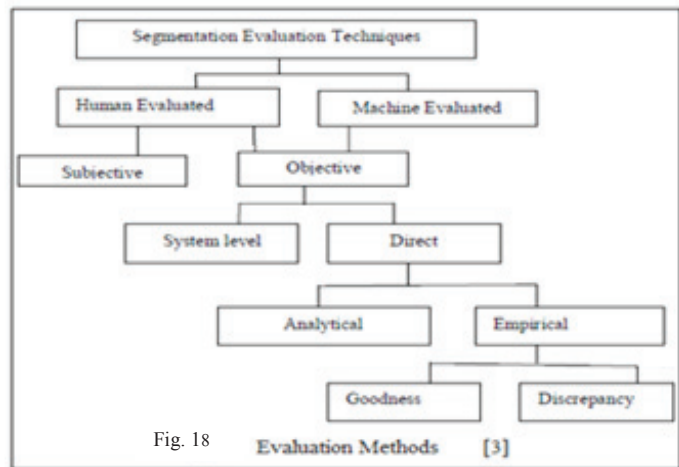 Segmentation Evaluation Techniques
Human Evaluated
Machine Evaluated
Subjective
Objective
System level
Direct
Analytical
Empirical
Goodness
Discrepancy
Fig. 18
Evaluation Methods [3]